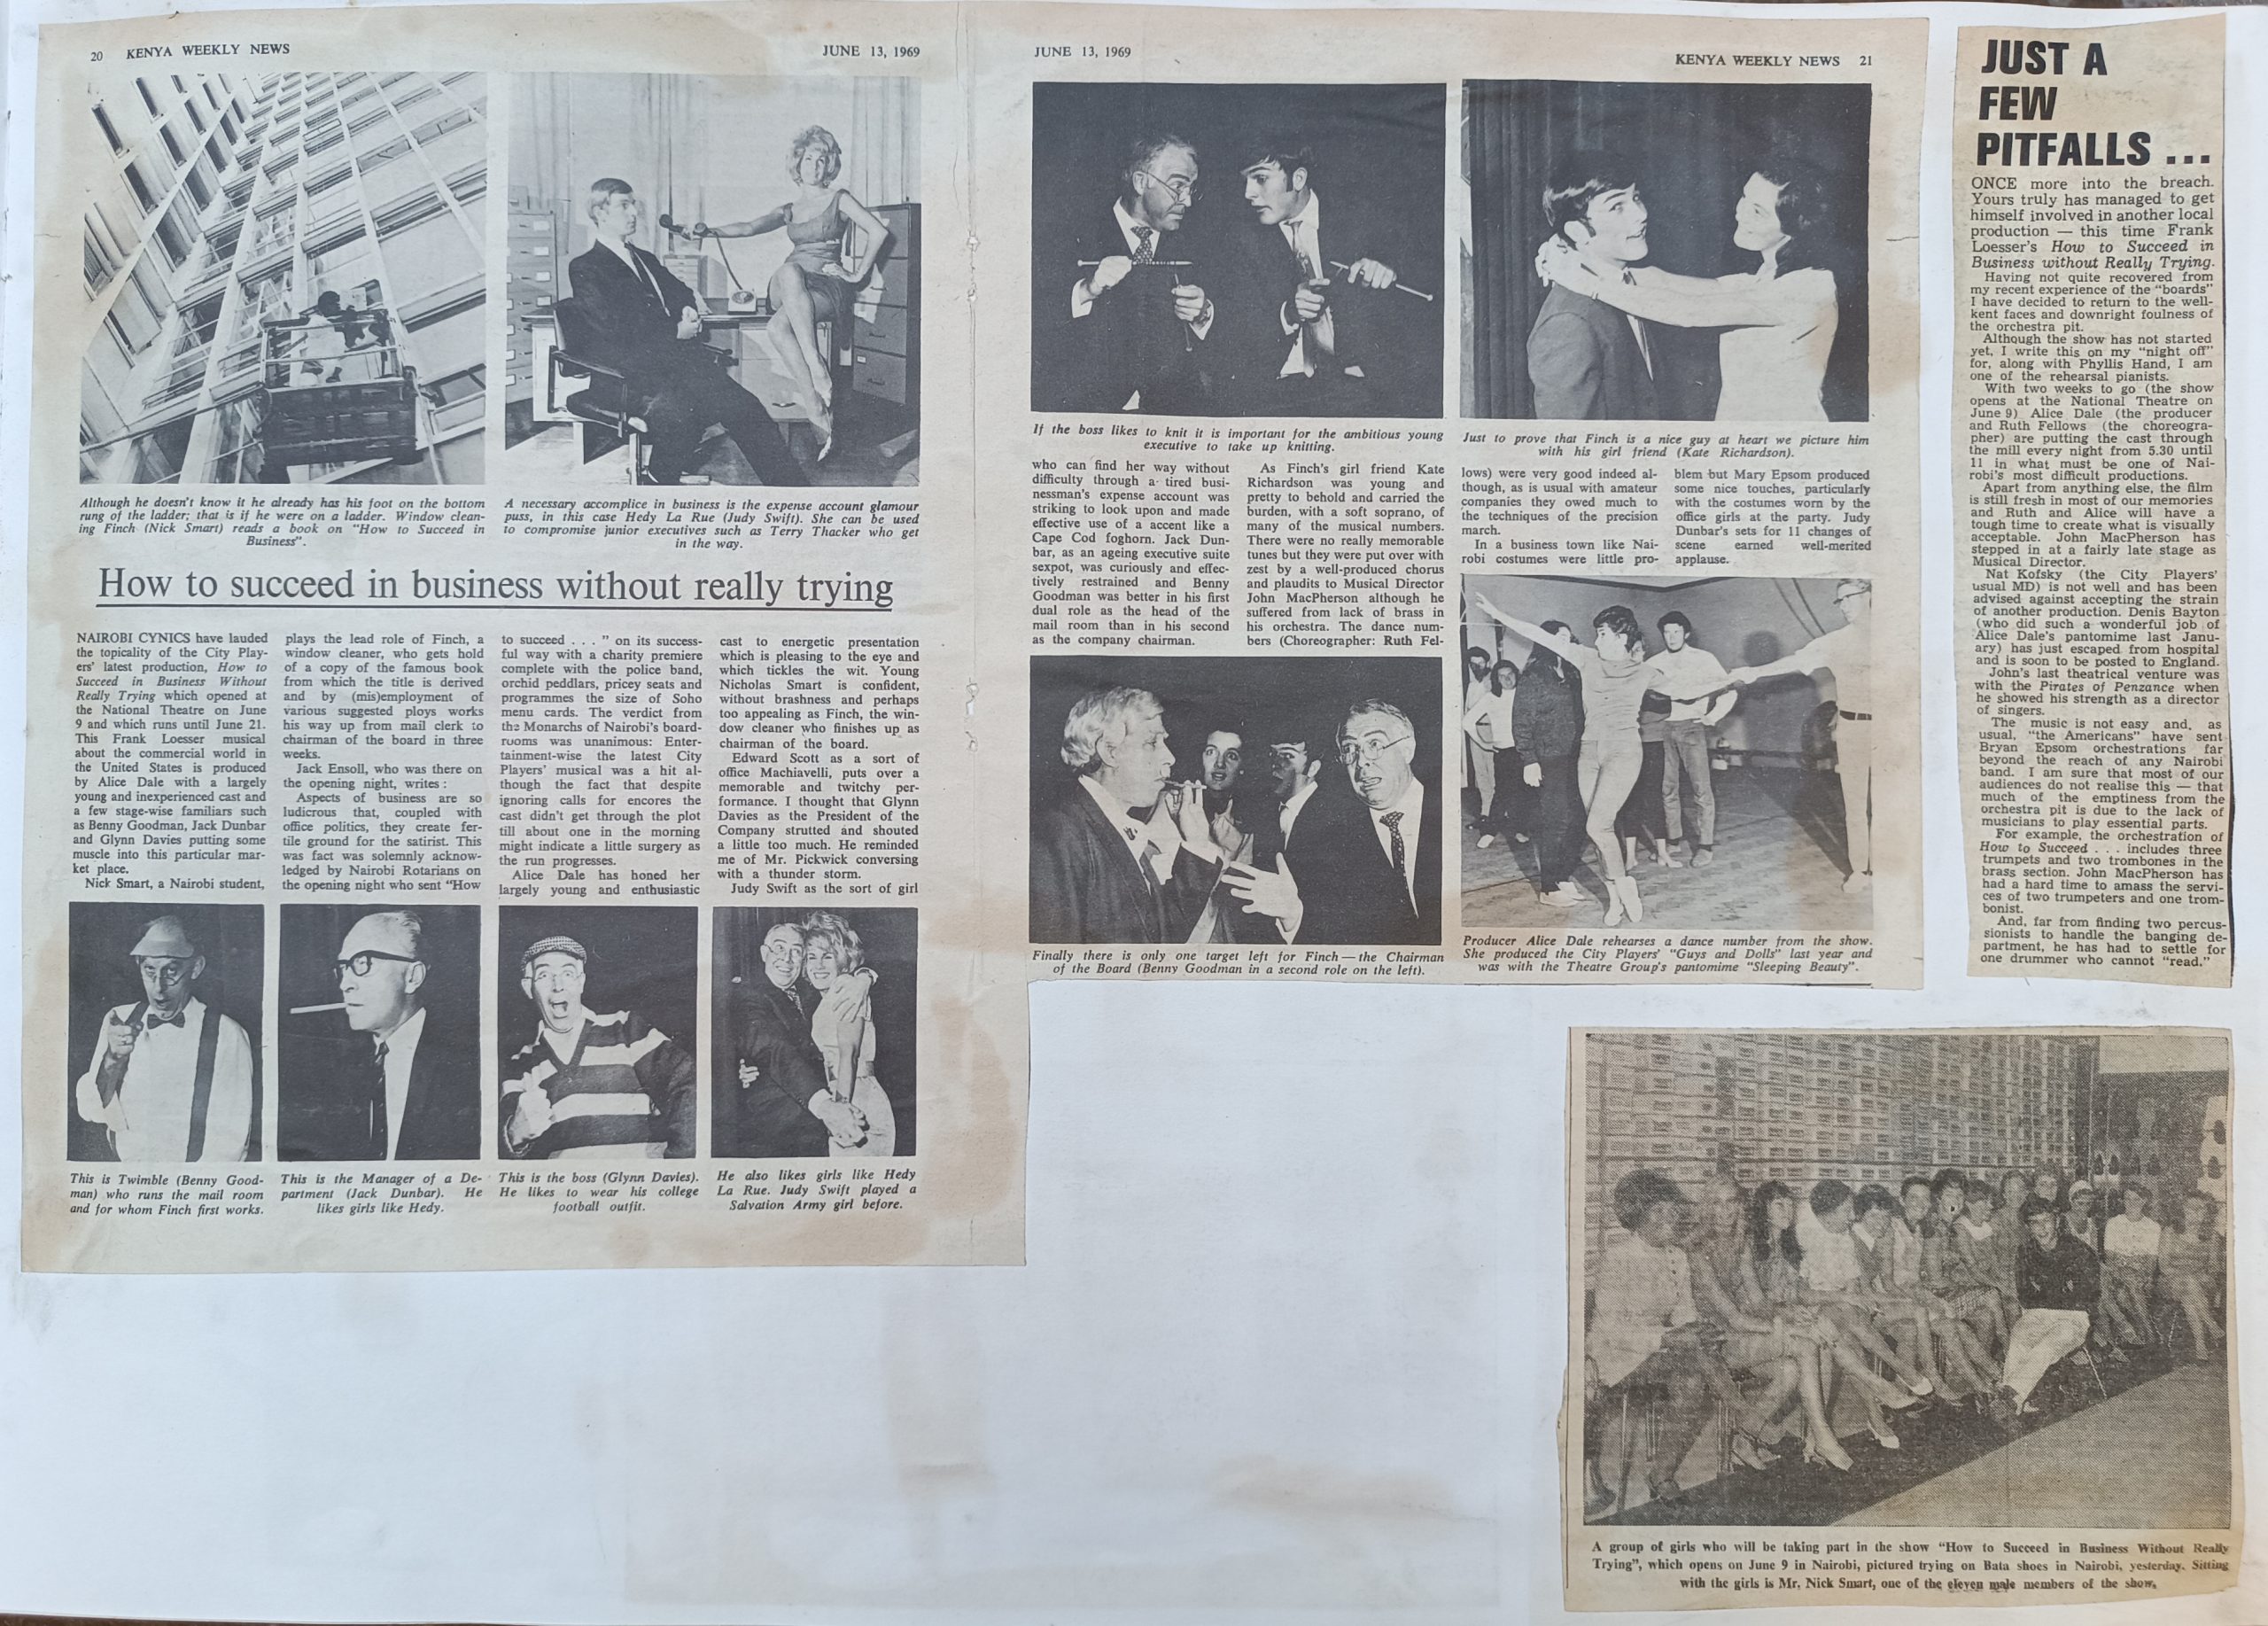 20 KENYA WEEKLY NEWS
JUNE 13, 1969
Although he doesn't know it he already has his foot on the bottom
rung of the ladder; that is if he were on a ladder. Window clean-
ing Finch (Nick Smart) reads a book on "How to Succeed in
Business".
A necessary accomplice in business is the expense account glamour
puss, in this case Hedy La Rue (Judy Swift). She can be used
to compromise junior executives such as Terry Thacker who get
in the way.
How to succeed in business without really trying
NAIROBI CYNICS have lauded
the topicality of the City Play-
ers' latest production, How to
Succeed in Business Without
Really Trying which opened at
the National Theatre on June
9 and which runs until June 21.
This Frank Loesser musical
about the commercial world in
the United States is produced
by Alice Dale with a largely
young and inexperienced cast and
a few stage-wise familiars such
as Benny Goodman, Jack Dunbar
and Glynn Davies putting some
muscle into this particular mar-
ket place.
Nick Smart, a Nairobi student,
plays the lead role of Finch, a
window cleaner, who gets hold
of a copy of the famous book
from which the title is derived
and by (mis)employment of
various suggested ploys works
his way up from mail clerk to
chairman of the board in three
weeks.
Jack Ensoll, who was there on
the opening night, writes :
Aspects of business are so
ludicrous that, coupled with
office politics, they create fer-
tile ground for the satirist. This
was fact was solemnly acknow-
ledged by Nairobi Rotarians on
the opening night who sent "How
to succeed . . . " on its success-
ful way with a charity premiere
complete with the police band,
orchid peddlars, pricey seats and
programmes the size of Soho
menu cards. The verdict from
the Monarchs of Nairobi's board-
rooms was unanimous: Enter-
tainment-wise the latest City
Players' musical was a hit al-
though the fact that despite
ignoring calls for encores the
cast didn't get through the plot
till about one in the morning
might indicate a little surgery as
the run progresses.
Alice Dale has honed her
largely young and enthusiastic
cast to energetic presentation
which is pleasing to the eye and
which tickles the wit. Young
Nicholas Smart is confident,
without brashness and perhaps
too appealing as Finch, the win-
dow cleaner who finishes up as
chairman of the board.
Edward Scott as a sort of
office Machiavelli, puts over a
memorable and twitchy per-
formance. I thought that Glynn
Davies as the President of the
Company strutted and shouted
a little too much. He reminded
me of Mr. Pickwick conversing
with a thunder storm.
Judy Swift as the sort of girl
This is Twimble (Benny Good-
man) who runs the mail room
and for whom Finch first works.
This is the Manager of a De-
partment (Jack Dunbar). He
likes girls like Hedy.
This is the boss (Glynn Davies).
He likes to wear his college
football outfit.
He also likes girls like Hedy
La Rue. Judy Swift played a
Salvation Army girl before.
JUNE 13, 1969
KENYA WEEKLY NEWS 21
If the boss likes to knit it is important for the ambitious young
executive to take up knitting.
Just to prove that Finch is a nice guy at heart we picture him
with his girl friend (Kate Richardson).
who can find her way without
difficulty through a tired busi-
nessman's expense account was
striking to look upon and made
effective use of a accent like a
Cape Cod foghorn. Jack Dun-
bar, as an ageing executive suite
sexpot, was curiously and effec-
tively restrained and Benny
Goodman was better in his first
dual role as the head of the
mail room than in his second
as the company chairman.
As Finch's girl friend Kate
Richardson was young and
pretty to behold and carried the
burden, with a soft soprano, of
many of the musical numbers.
There were no really memorable
tunes but they were put over with
zest by a well-produced chorus
and plaudits to Musical Director
John MacPherson although he
suffered from lack of brass in
his orchestra. The dance num-
bers (Choreographer: Ruth Fel-
lows) were very good indeed al-
though, as is usual with amateur
companies they owed much to
the techniques of the precision
march.
In a business town like Nai-
robi costumes were little pro-
blem but Mary Epsom produced
some nice touches, particularly
with the costumes worn by the
office girls at the party. Judy
Dunbar's sets for 11 changes of
scene earned well-merited
applause.
Finally there is only one target left for Finch — the Chairman
of the Board (Benny Goodman in a second role on the left).
Producer Alice Dale rehearses a dance number from the show.
She produced the City Players' "Guys and Dolls" last year and
was with the Theatre Group's pantomime "Sleeping Beauty".
JUST A
FEW
PITFALLS ...
ONCE more into the breach.
Yours truly has managed to get
himself involved in another local
production — this time Frank
Loesser's How to Succeed in
Business without Really Trying.
Having not quite recovered from
my recent experience of the "boards"
I have decided to return to the well-
kent faces and downright foulness of
the orchestra pit.
Although the show has not started
yet, I write this on my "night off"
for, along with Phyllis Hand, I am
one of the rehearsal pianists.
With two weeks to go (the show
opens at the National Theatre on
June 9) Alice Dale (the producer
and Ruth Fellows (the choreogra-
pher) are putting the cast through
the mill every night from 5.30 until
11 in what must be one of Nai-
robi's most difficult productions.
Apart from anything else, the film
is still fresh in most of our memories
and Ruth and Alice will have a
tough time to create what is visually
acceptable. John MacPherson has
stepped in at a fairly late stage as
Musical Director.
Nat Kofsky (the City Players'
usual MD) is not well and has been
advised against accepting the strain
of another production. Denis Bayton
(who did such a wonderful job of
Alice Dale's pantomime last Janu-
ary) has just escaped from hospital
and is soon to be posted to England.
John's last theatrical venture was
with the Pirates of Penzance when
he showed his strength as a director
of singers.
The music is not easy and, as
usual, "the Americans" have sent
Bryan Epsom orchestrations far
beyond the reach of any Nairobi
band. I am sure that most of our
audiences do not realise this — that
much of the emptiness from the
orchestra pit is due to the lack of
musicians to play essential parts.
For example, the orchestration of
How to Succeed . . . includes three
trumpets and two trombones in the
brass section. John MacPherson has
had a hard time to amass the servi-
ces of two trumpeters and one trom-
bonist.
And, far from finding two percus-
sionists to handle the banging de-
partment, he has had to settle for
one drummer who cannot "read."
A group of girls who will be taking part in the show "How to Succeed in Business Without Really
Trying", which opens on June 9 in Nairobi, pictured trying on Bata shoes in Nairobi, yesterday. Sitting
with the girls is Mr. Nick Smart, one of the eleven male members of the show.